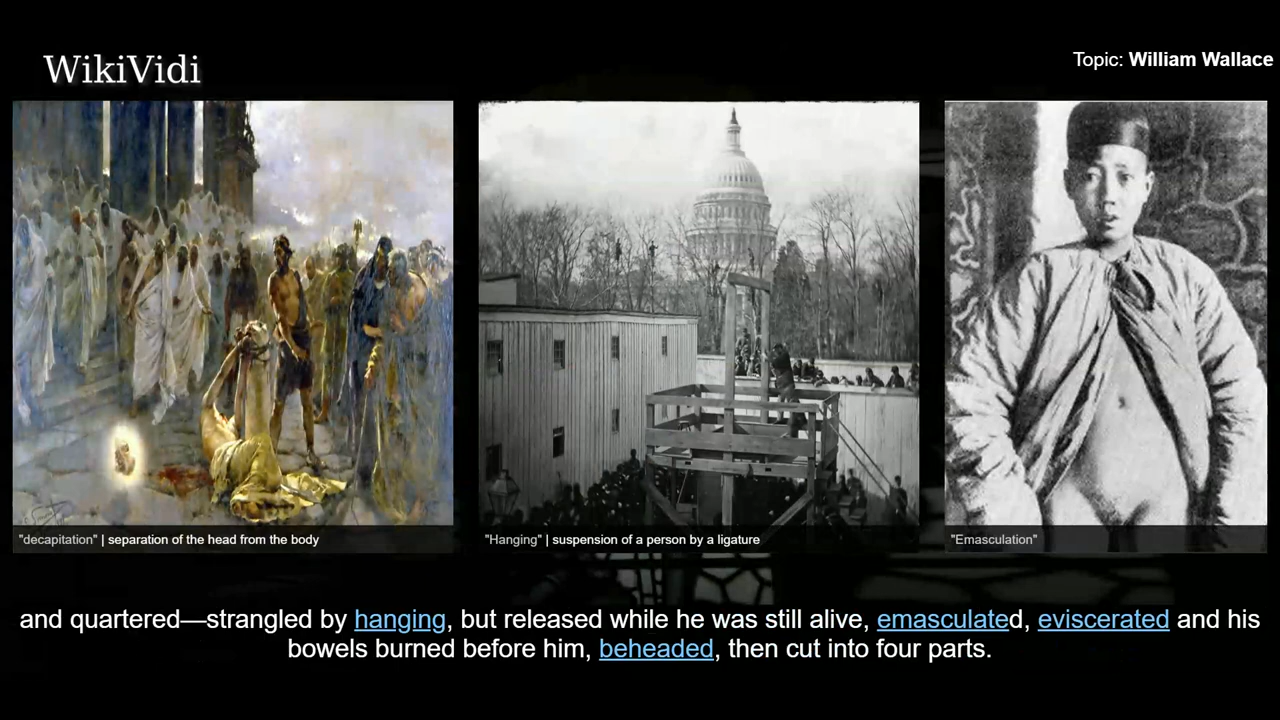 WikiVidi
Topic: William Wallace
"decapitation" | separation of the head from the body
"Hanging" | suspension of a person by a ligature
"Emasculation"
and quartered—strangled by hanging, but released while he was still alive, emasculated, eviscerated and his
bowels burned before him, beheaded, then cut into four parts.